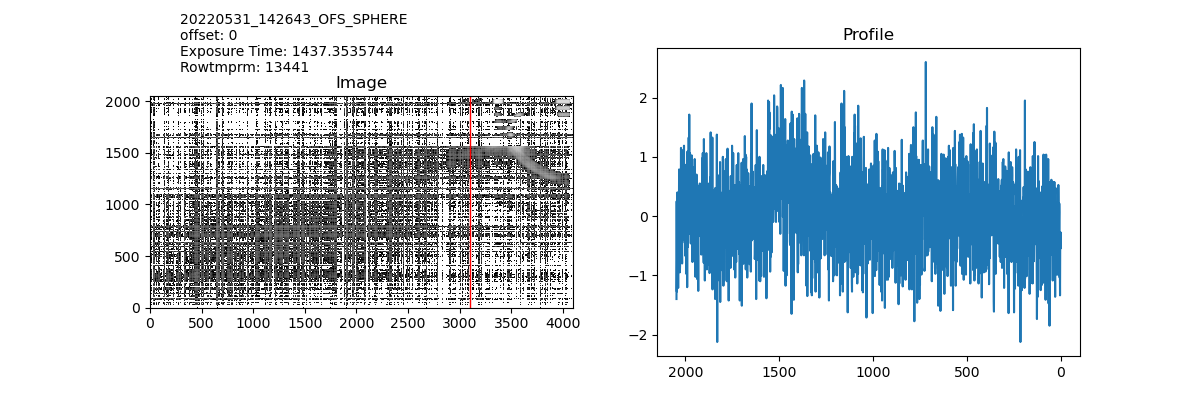 20220531_142643_OFS_SPHERE
offset: 0
Exposure Time: 1437.3535744
Rowtmprm: 13441
Image
2000
1500
1000
500
0
0 500 1000 1500 2000 2500 3000 3500 4000
Profile
2
1
0
−1
−2
2000 1500 1000 500 0